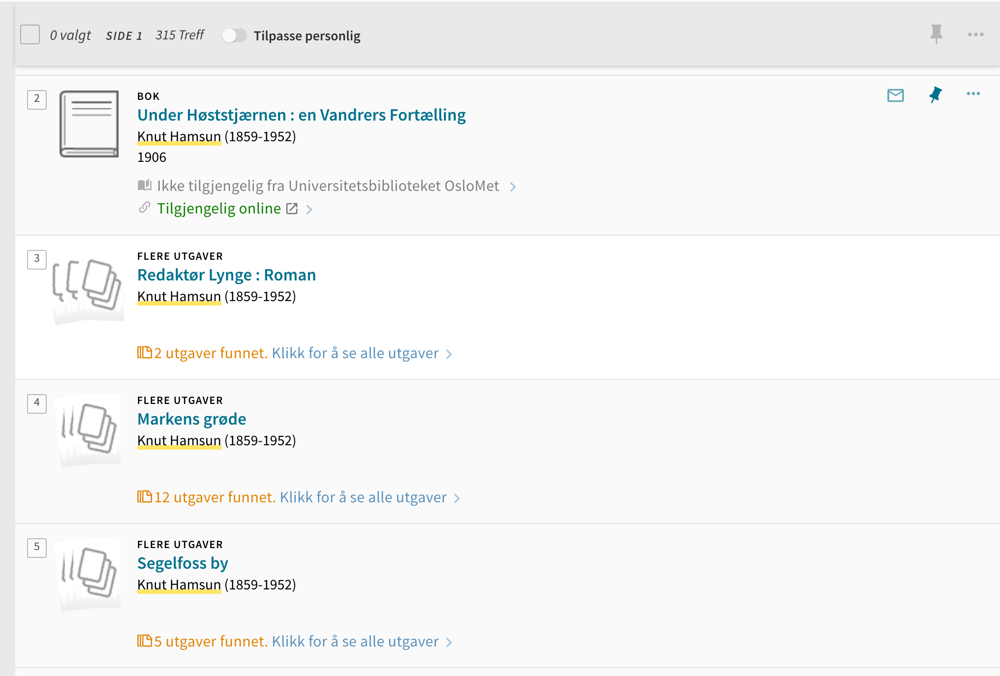 0 valgt SIDE 1 315 Treff Tilpasse personlig
2
BOK
Under Høststjærnen : en Vandrers Fortælling
Knut Hamsun (1859-1952)
1906
Ikke tilgjengelig fra Universitetsbiblioteket OsloMet
Tilgjengelig online
3
FLERE UTGAVER
Redaktør Lynge : Roman
Knut Hamsun (1859-1952)
2 utgaver funnet. Klikk for å se alle utgaver
4
FLERE UTGAVER
Markens grøde
Knut Hamsun (1859-1952)
12 utgaver funnet. Klikk for å se alle utgaver
5
FLERE UTGAVER
Segelfoss by
Knut Hamsun (1859-1952)
5 utgaver funnet. Klikk for å se alle utgaver